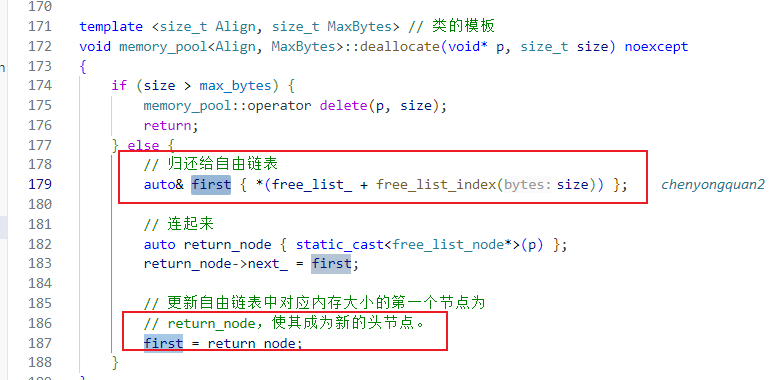 170
171 template <size_t Align, size_t MaxBytes> // 类的模板
172 void memory_pool<Align, MaxBytes>::deallocate(void* p, size_t size) noexcept
173 {
174 if (size > max_bytes) {
175 memory_pool::operator delete(p, size);
176 return;
177 } else {
178 // 归还给自由链表
179 auto& first { *(free_list_ + free_list_index(bytes: size)) }; chenyongquan2
180
181 // 连起来
182 auto return_node { static_cast<free_list_node*>(p) };
183 return_node->next_ = first;
184
185 // 更新自由链表中对应内存大小的第一个节点为
186 // return_node，使其成为新的头节点。
187 first = return_node;
188 }